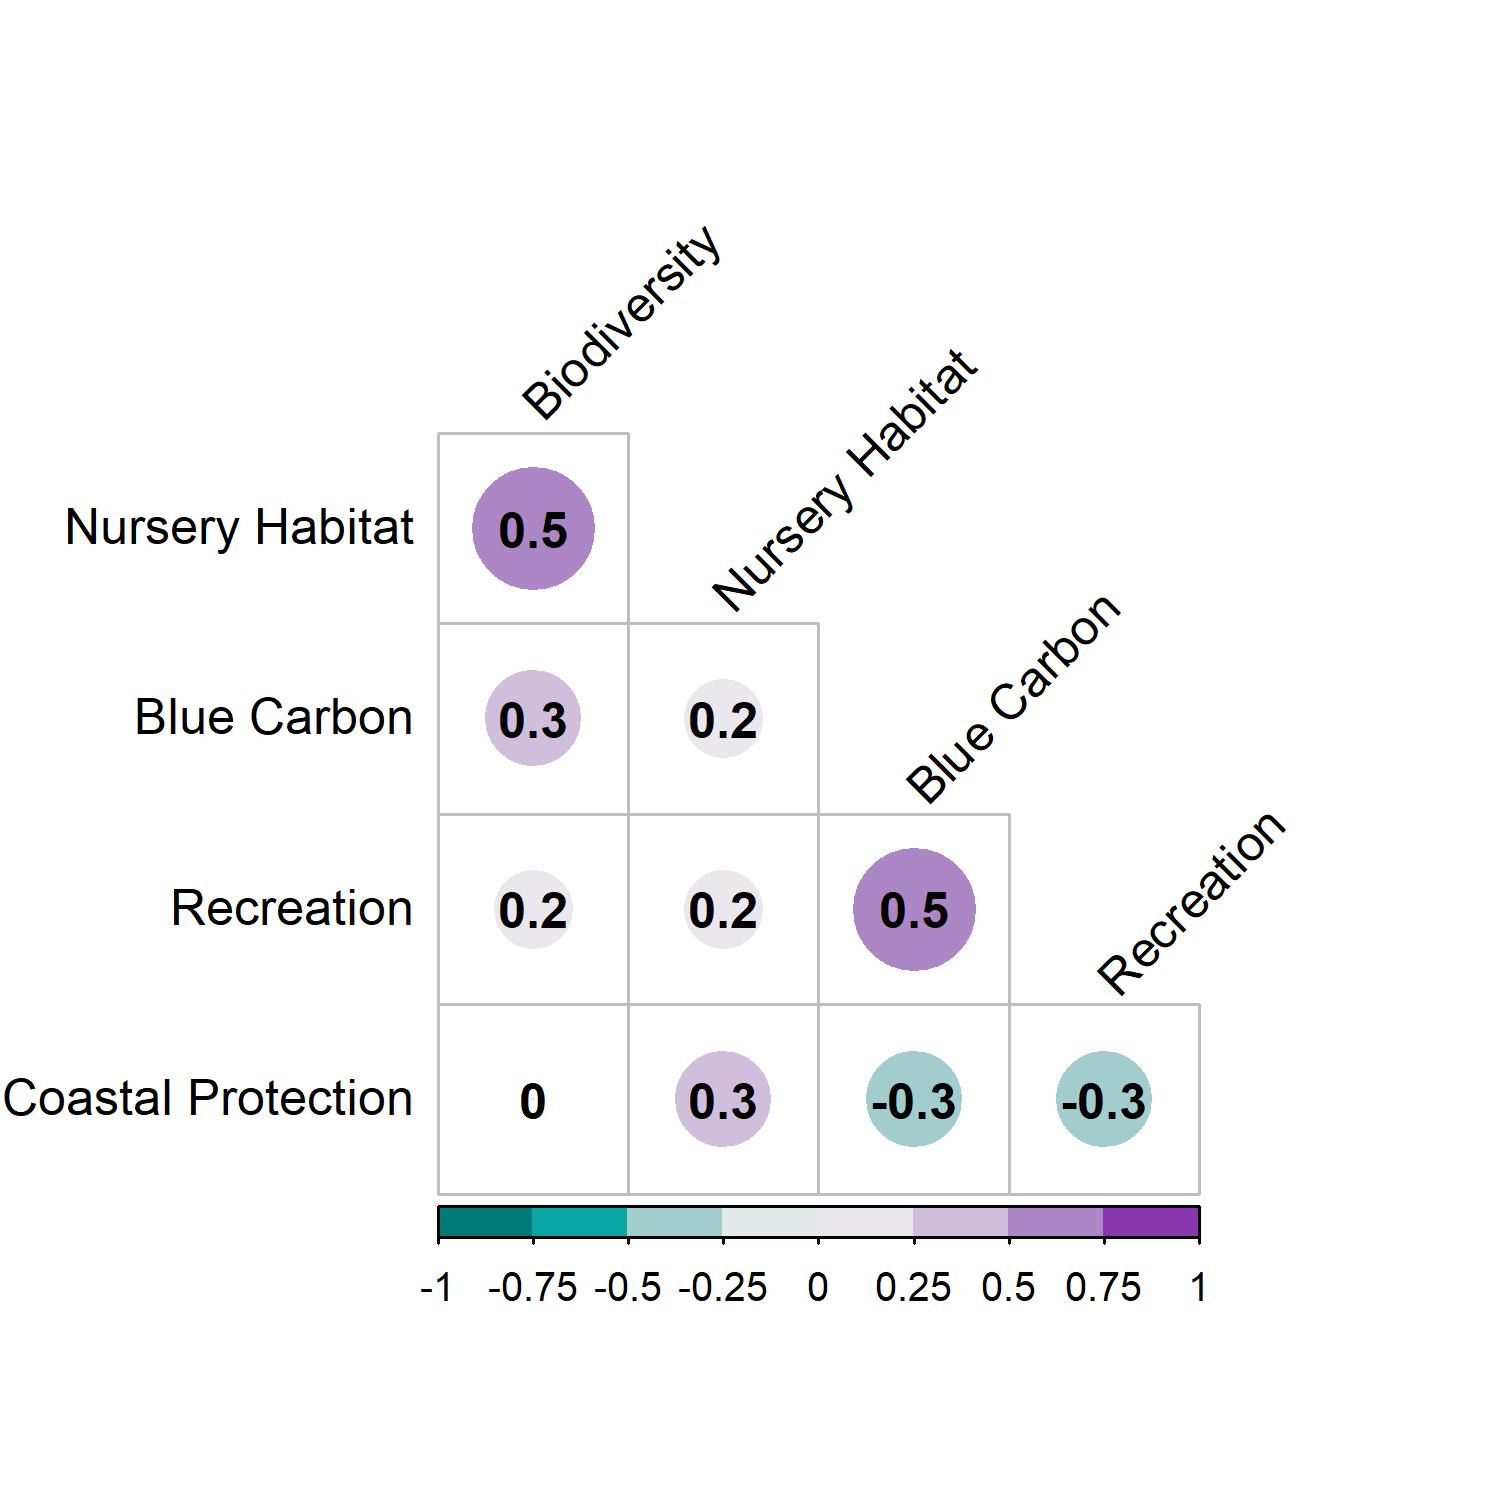 Biodiversity
Nursery Habitat
Nursery Habitat 0.5
Blue Carbon
Blue Carbon 0.3 0.2
Recreation
Recreation 0.2 0.2 0.5
Coastal Protection 0 0.3 -0.3 -0.3
-1 -0.75 -0.5 -0.25 0 0.25 0.5 0.75 1